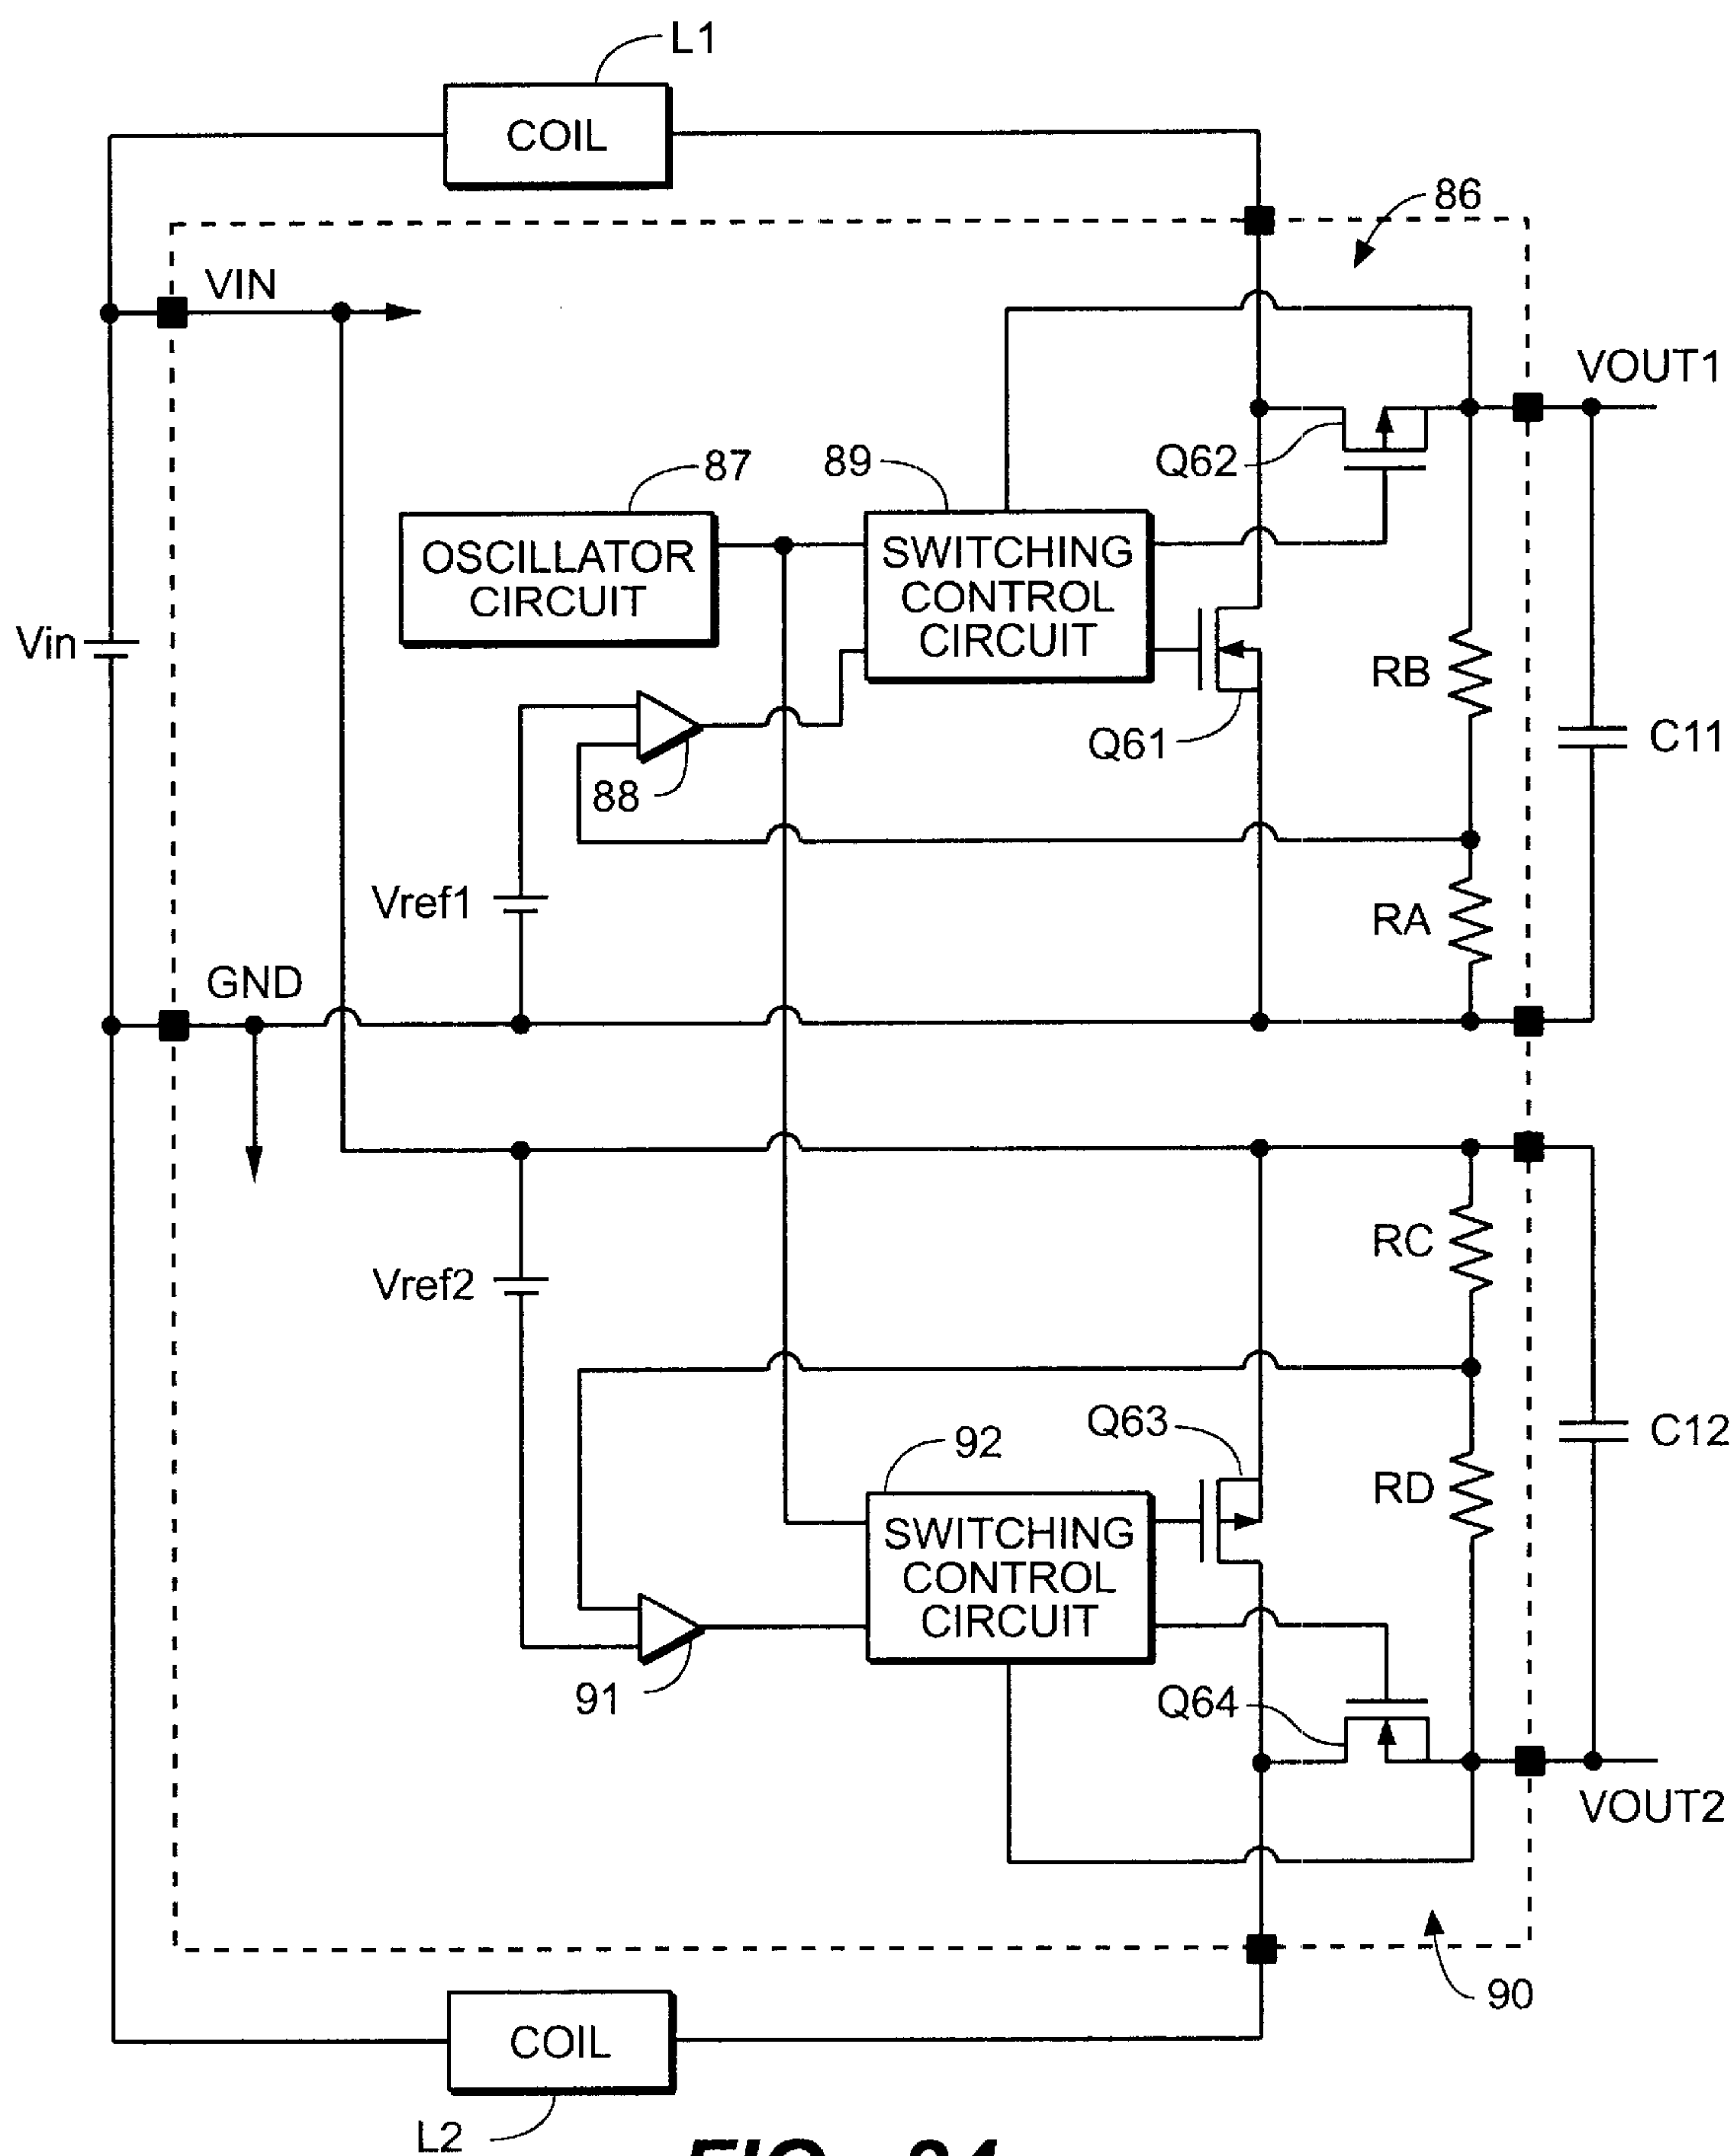 L1
COIL
86
VIN
VOUT1
Q62
87
89
OSCILLATOR
CIRCUIT
SWITCHING
CONTROL
CIRCUIT
Vin
RB
Q61
C11
88
Vref1
RA
GND
RC
Vref2
Q63
C12
92
RD
SWITCHING
CONTROL
CIRCUIT
91
Q64
VOUT2
90
COIL
L2